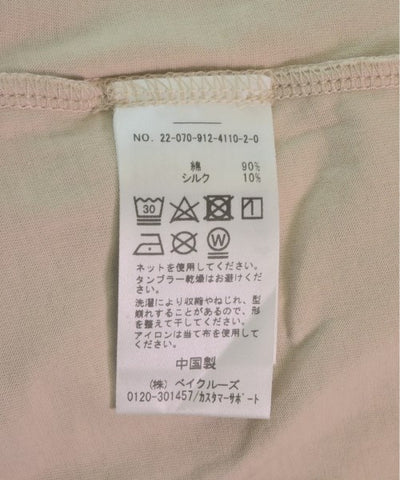 NO. 22-070-912-4110-2-0
綿 90%
シルク 10%
30
W
ネットを使用してください。
タンブラー乾燥はお避けください。
洗濯により収縮やねじれ、型
崩れすることがあるので、形
を整えて干してください。
アイロンは当て布を使用して
ください。
中国製
(株) ベイクルーズ
0120-301457/カスタマーサポート